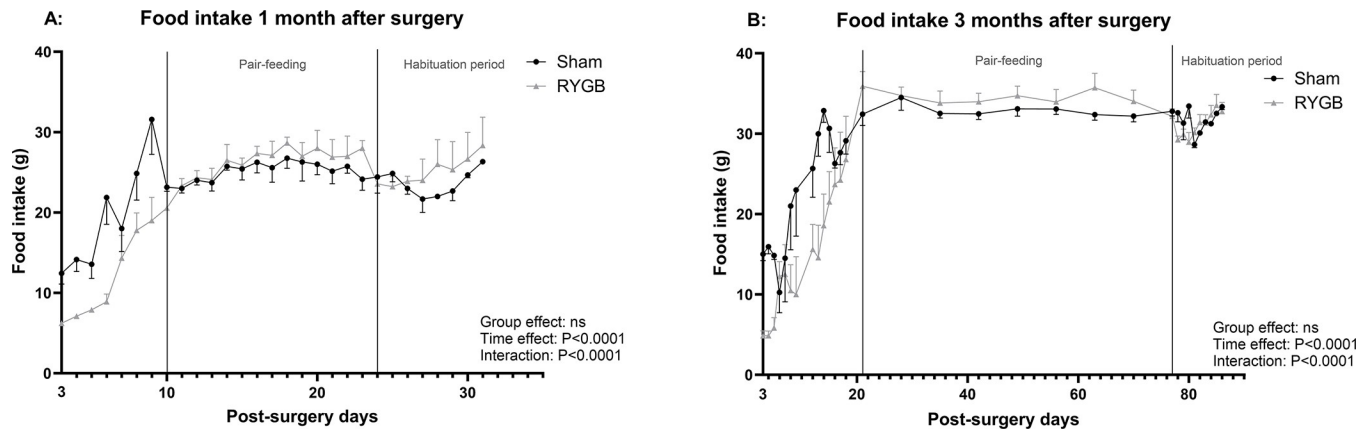 A: Food intake 1 month after surgery
Pair-feeding
Habituation period
Sham
RYGB
Food intake (g)
40
30
20
10
0
Group effect: ns
Time effect: P<0.0001
Interaction: P<0.0001
3 10 20 30
Post-surgery days
B: Food intake 3 months after surgery
Pair-feeding
Habituation period
Sham
RYGB
Food intake (g)
40
30
20
10
0
Group effect: ns
Time effect: P<0.0001
Interaction: P<0.0001
3 20 40 60 80
Post-surgery days